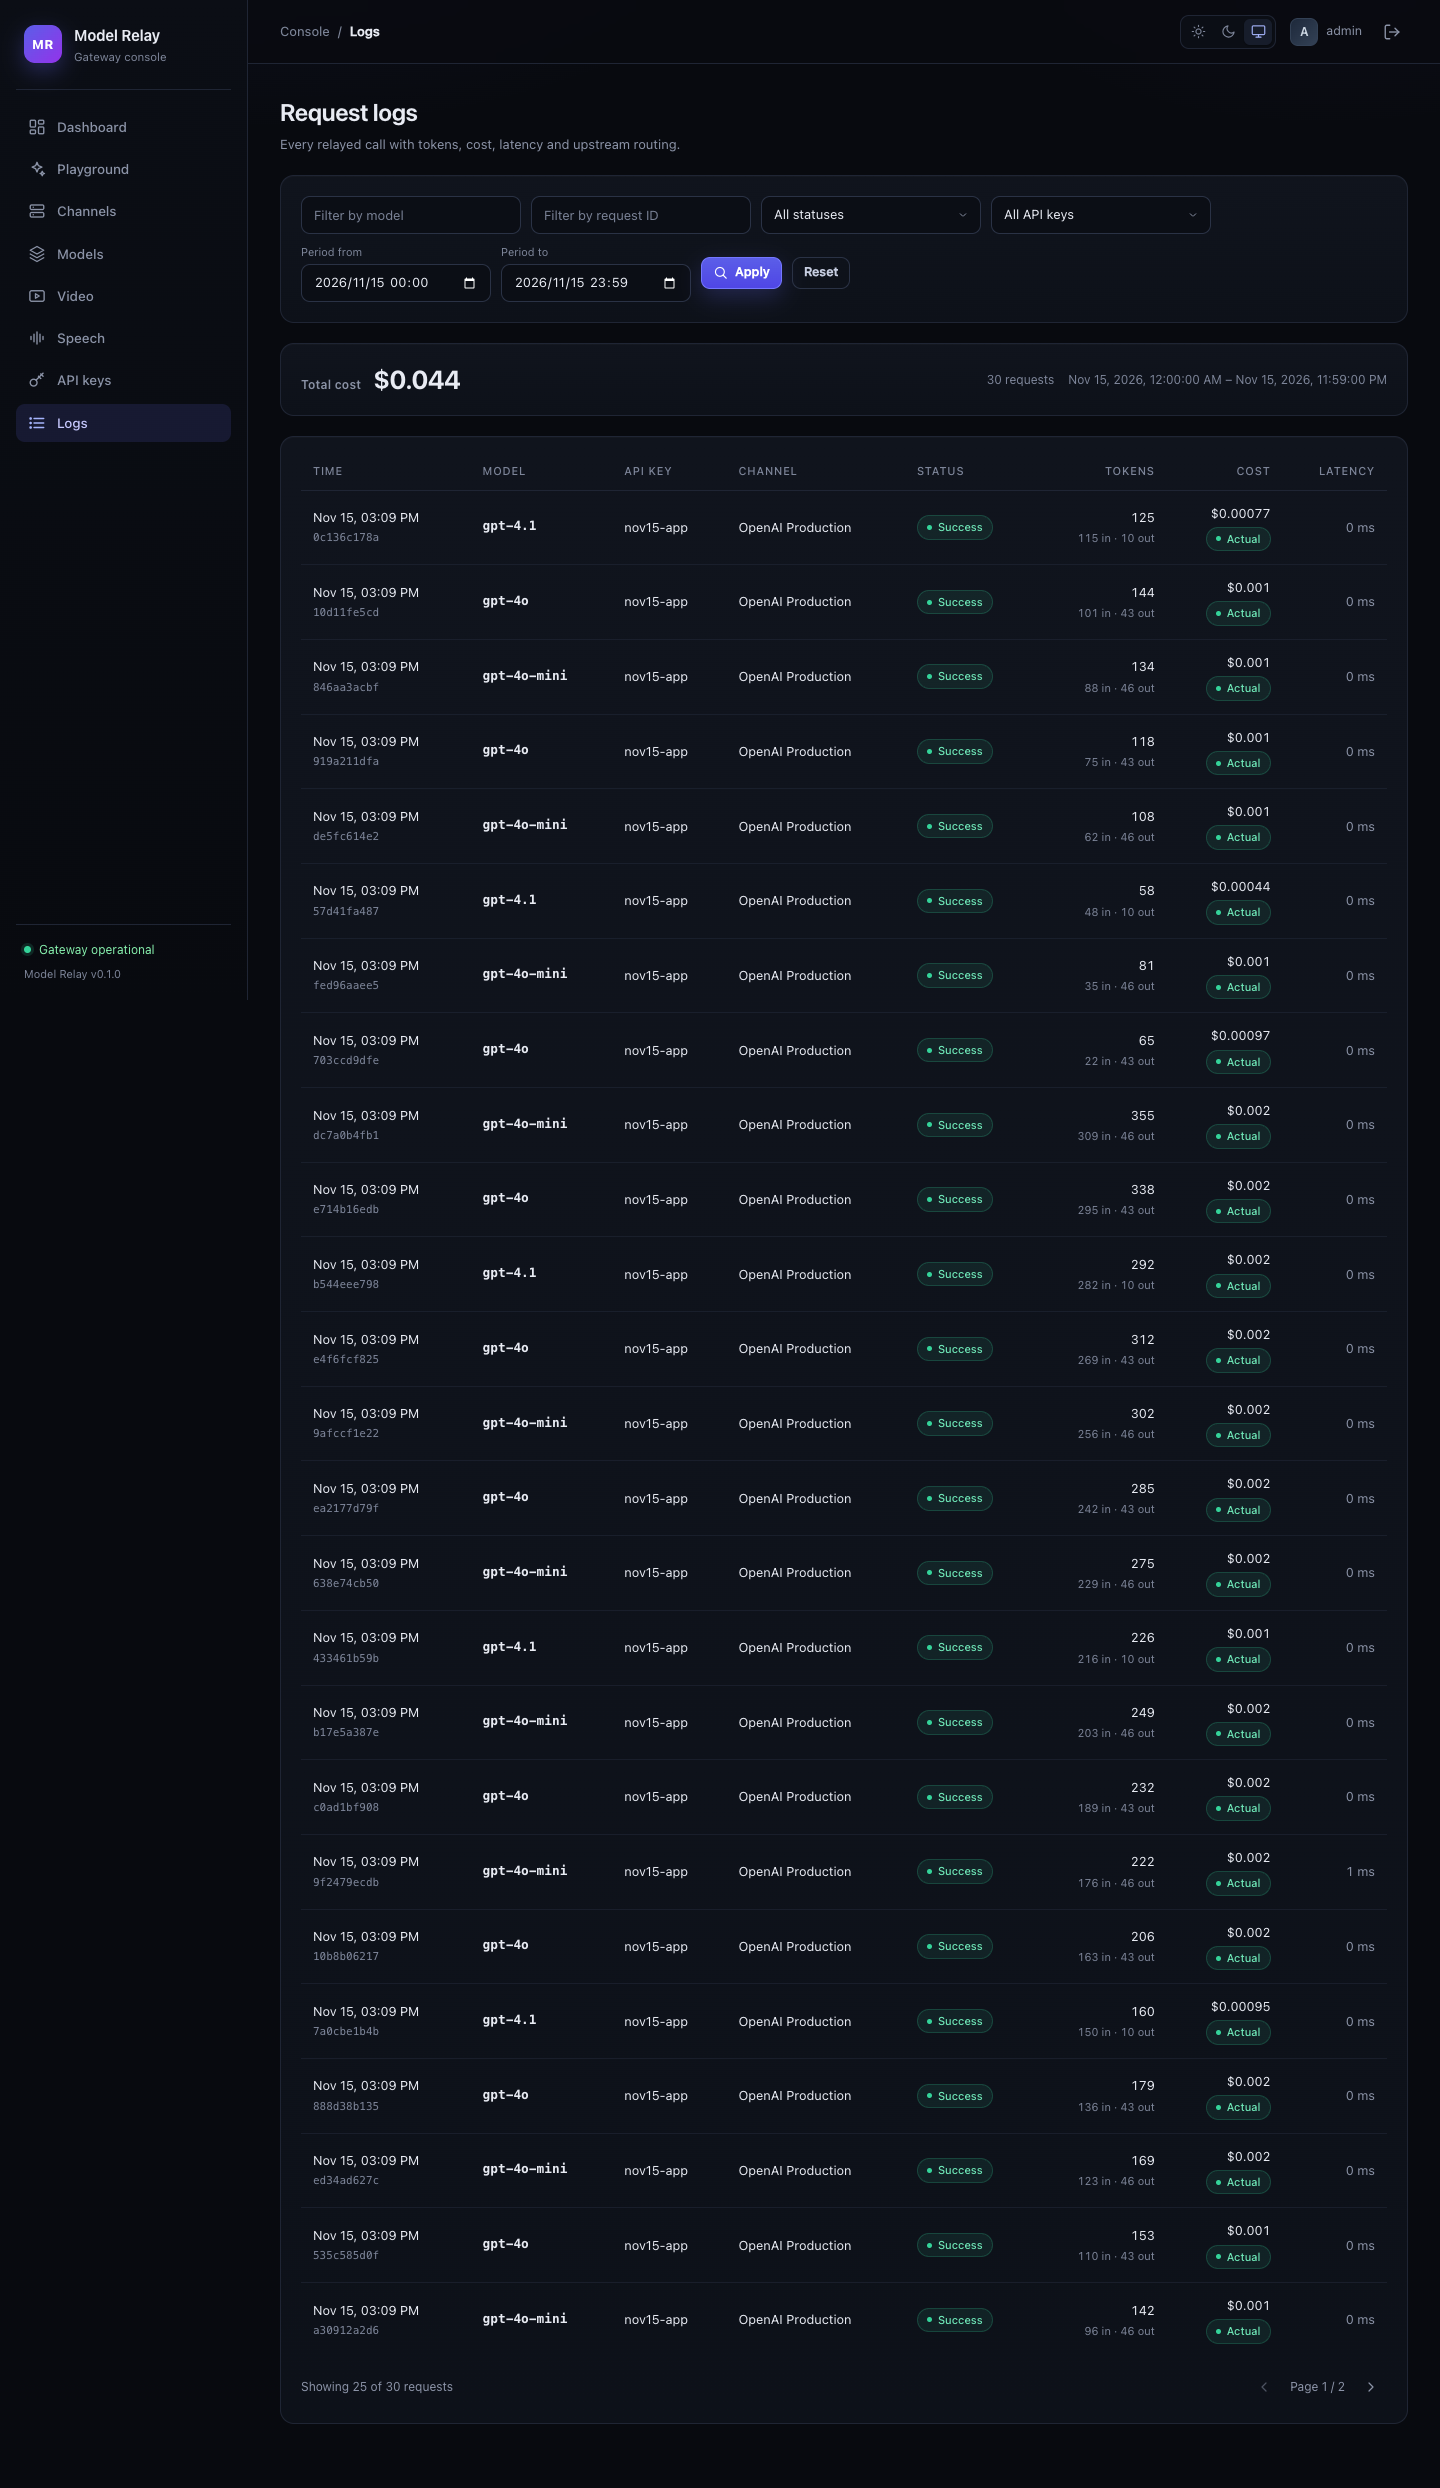 MR
Model Relay
Gateway console
Dashboard
Playground
Channels
Models
Video
Speech
API keys
Logs
Gateway operational
Model Relay v0.1.0
Console / Logs
A admin
Request logs
Every relayed call with tokens, cost, latency and upstream routing.
Filter by model Filter by request ID All statuses All API keys
Period from Period to
2026/11/15 00:00 2026/11/15 23:59 Apply Reset
Total cost $0.044 30 requests Nov 15, 2026, 12:00:00 AM – Nov 15, 2026, 11:59:00 PM
TIME MODEL API KEY CHANNEL STATUS TOKENS COST LATENCY
Nov 15, 03:09 PM gpt-4.1 nov15-app OpenAI Production Success 125 $0.00077 0 ms
0c136c178a 115 in · 10 out Actual
Nov 15, 03:09 PM gpt-4o nov15-app OpenAI Production Success 144 $0.001 0 ms
10d11fe5cd 101 in · 43 out Actual
Nov 15, 03:09 PM gpt-4o-mini nov15-app OpenAI Production Success 134 $0.001 0 ms
846aa3acbf 88 in · 46 out Actual
Nov 15, 03:09 PM gpt-4o nov15-app OpenAI Production Success 118 $0.001 0 ms
919a211dfa 75 in · 43 out Actual
Nov 15, 03:09 PM gpt-4o-mini nov15-app OpenAI Production Success 108 $0.001 0 ms
de5fc614e2 62 in · 46 out Actual
Nov 15, 03:09 PM gpt-4.1 nov15-app OpenAI Production Success 58 $0.00044 0 ms
57d41fa487 48 in · 10 out Actual
Nov 15, 03:09 PM gpt-4o-mini nov15-app OpenAI Production Success 81 $0.001 0 ms
fed96aaee5 35 in · 46 out Actual
Nov 15, 03:09 PM gpt-4o nov15-app OpenAI Production Success 65 $0.00097 0 ms
703ccd9dfe 22 in · 43 out Actual
Nov 15, 03:09 PM gpt-4o-mini nov15-app OpenAI Production Success 355 $0.002 0 ms
dc7a0b4fb1 309 in · 46 out Actual
Nov 15, 03:09 PM gpt-4o nov15-app OpenAI Production Success 338 $0.002 0 ms
e714b16edb 295 in · 43 out Actual
Nov 15, 03:09 PM gpt-4.1 nov15-app OpenAI Production Success 292 $0.002 0 ms
b544eee798 282 in · 10 out Actual
Nov 15, 03:09 PM gpt-4o nov15-app OpenAI Production Success 312 $0.002 0 ms
e4f6fcf825 269 in · 43 out Actual
Nov 15, 03:09 PM gpt-4o-mini nov15-app OpenAI Production Success 302 $0.002 0 ms
9afccf1e22 256 in · 46 out Actual
Nov 15, 03:09 PM gpt-4o nov15-app OpenAI Production Success 285 $0.002 0 ms
ea2177d79f 242 in · 43 out Actual
Nov 15, 03:09 PM gpt-4o-mini nov15-app OpenAI Production Success 275 $0.002 0 ms
638e74cb50 229 in · 46 out Actual
Nov 15, 03:09 PM gpt-4.1 nov15-app OpenAI Production Success 226 $0.001 0 ms
433461b59b 216 in · 10 out Actual
Nov 15, 03:09 PM gpt-4o-mini nov15-app OpenAI Production Success 249 $0.002 0 ms
b17e5a387e 203 in · 46 out Actual
Nov 15, 03:09 PM gpt-4o nov15-app OpenAI Production Success 232 $0.002 0 ms
c0ad1bf908 189 in · 43 out Actual
Nov 15, 03:09 PM gpt-4o-mini nov15-app OpenAI Production Success 222 $0.002 1 ms
9f2479ecdb 176 in · 46 out Actual
Nov 15, 03:09 PM gpt-4o nov15-app OpenAI Production Success 206 $0.002 0 ms
10b8b06217 163 in · 43 out Actual
Nov 15, 03:09 PM gpt-4.1 nov15-app OpenAI Production Success 160 $0.00095 0 ms
7a0cbe1b4b 150 in · 10 out Actual
Nov 15, 03:09 PM gpt-4o nov15-app OpenAI Production Success 179 $0.002 0 ms
888d38b135 136 in · 43 out Actual
Nov 15, 03:09 PM gpt-4o-mini nov15-app OpenAI Production Success 169 $0.002 0 ms
ed34ad627c 123 in · 46 out Actual
Nov 15, 03:09 PM gpt-4o nov15-app OpenAI Production Success 153 $0.001 0 ms
535c585d0f 110 in · 43 out Actual
Nov 15, 03:09 PM gpt-4o-mini nov15-app OpenAI Production Success 142 $0.001 0 ms
a30912a2d6 96 in · 46 out Actual
Showing 25 of 30 requests Page 1 / 2